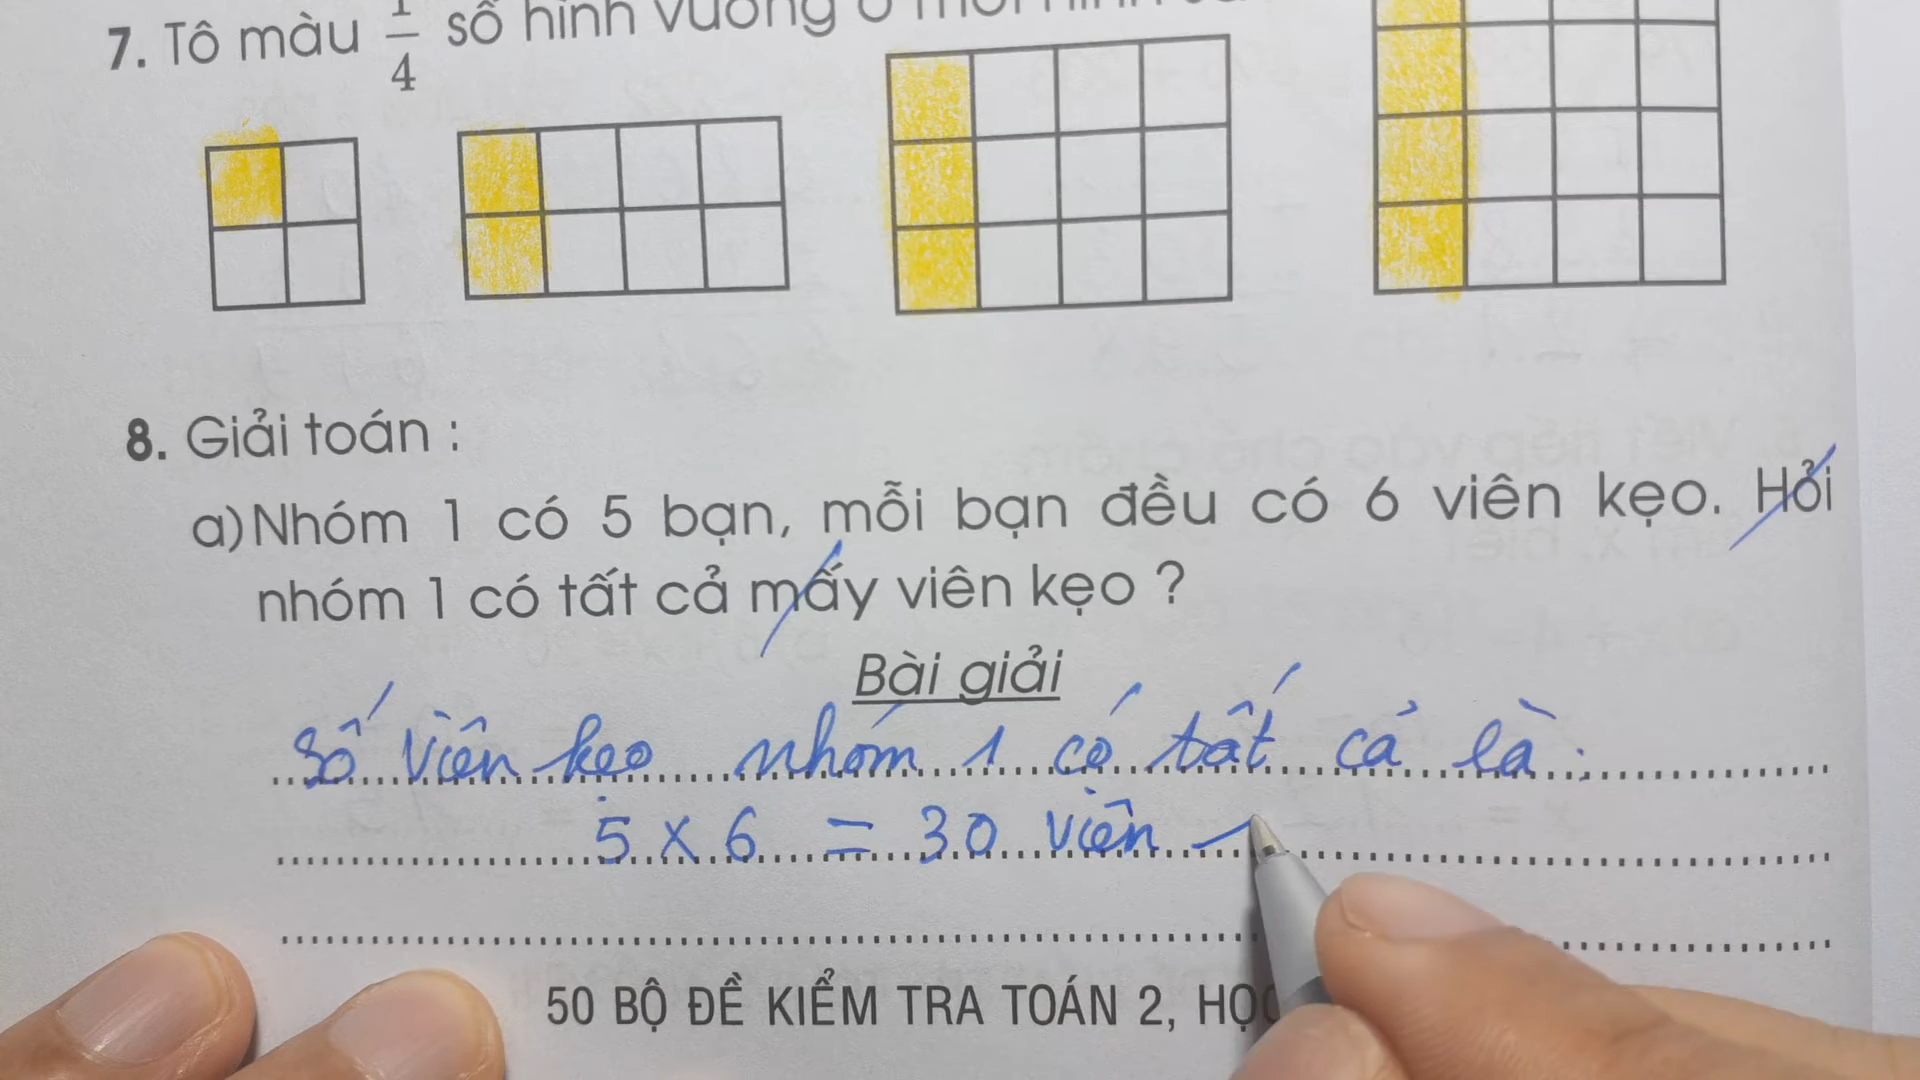 7. Tô màu 1/4 số hình vuông ở mỗi hình
8. Giải toán :
a) Nhóm 1 có 5 bạn, mỗi bạn đều có 6 viên kẹo. Hỏi
nhóm 1 có tất cả mấy viên kẹo ?
Bài giải
Số viên kẹo nhóm 1 có tất cả là:
5 x 6 = 30 viên
50 BỘ ĐỀ KIỂM TRA TOÁN 2, HỌC